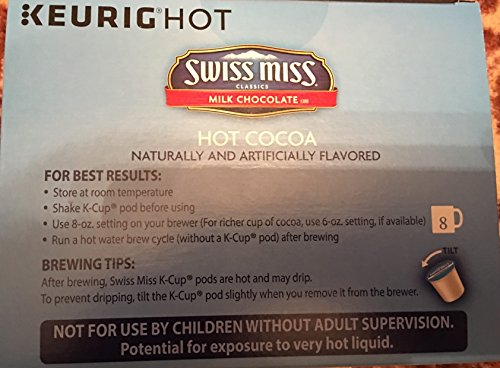 KEURIG HOT
SWISS MISS
CLASSICS
MILK CHOCOLATE
HOT COCOA
NATURALLY AND ARTIFICIALLY FLAVORED
FOR BEST RESULTS:
• Store at room temperature
• Shake K-Cup® pod before using
• Use 8-oz. setting on your brewer (For richer cup of cocoa, use 6-oz. setting, if available)
8
• Run a hot water brew cycle (without a K-Cup® pod) after brewing
TILT
BREWING TIPS:
After brewing, Swiss Miss K-Cup® pods are hot and may drip.
To prevent dripping, tilt the K-Cup® pod slightly when you remove it from the brewer.
NOT FOR USE BY CHILDREN WITHOUT ADULT SUPERVISION.
Potential for exposure to very hot liquid.